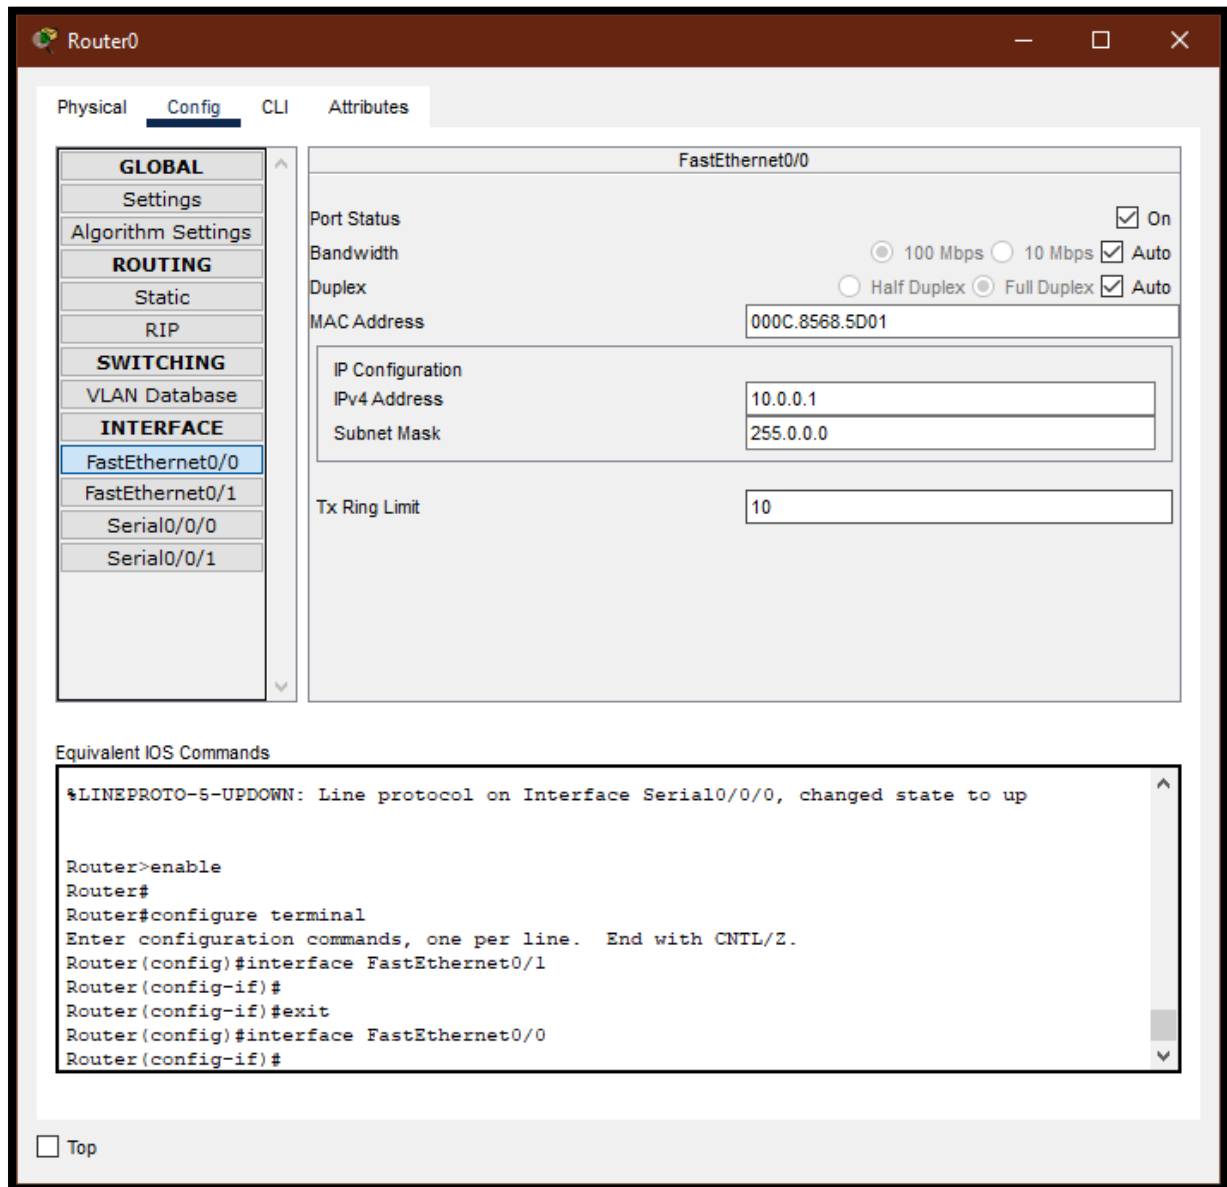 Router0
Physical Config CLI Attributes
GLOBAL
Settings
Algorithm Settings
ROUTING
Static
RIP
SWITCHING
VLAN Database
INTERFACE
FastEthernet0/0
FastEthernet0/1
Serial0/0/0
Serial0/0/1
FastEthernet0/0
Port Status On
Bandwidth 100 Mbps 10 Mbps Auto
Duplex Half Duplex Full Duplex Auto
MAC Address 000C.8568.5D01
IP Configuration
IPv4 Address 10.0.0.1
Subnet Mask 255.0.0.0
Tx Ring Limit 10
Equivalent IOS Commands
%LINEPROTO-5-UPDOWN: Line protocol on Interface Serial0/0/0, changed state to up
Router>enable
Router#
Router#configure terminal
Enter configuration commands, one per line. End with CNTL/Z.
Router(config)#interface FastEthernet0/1
Router(config-if)#
Router(config-if)#exit
Router(config)#interface FastEthernet0/0
Router(config-if)#
Top